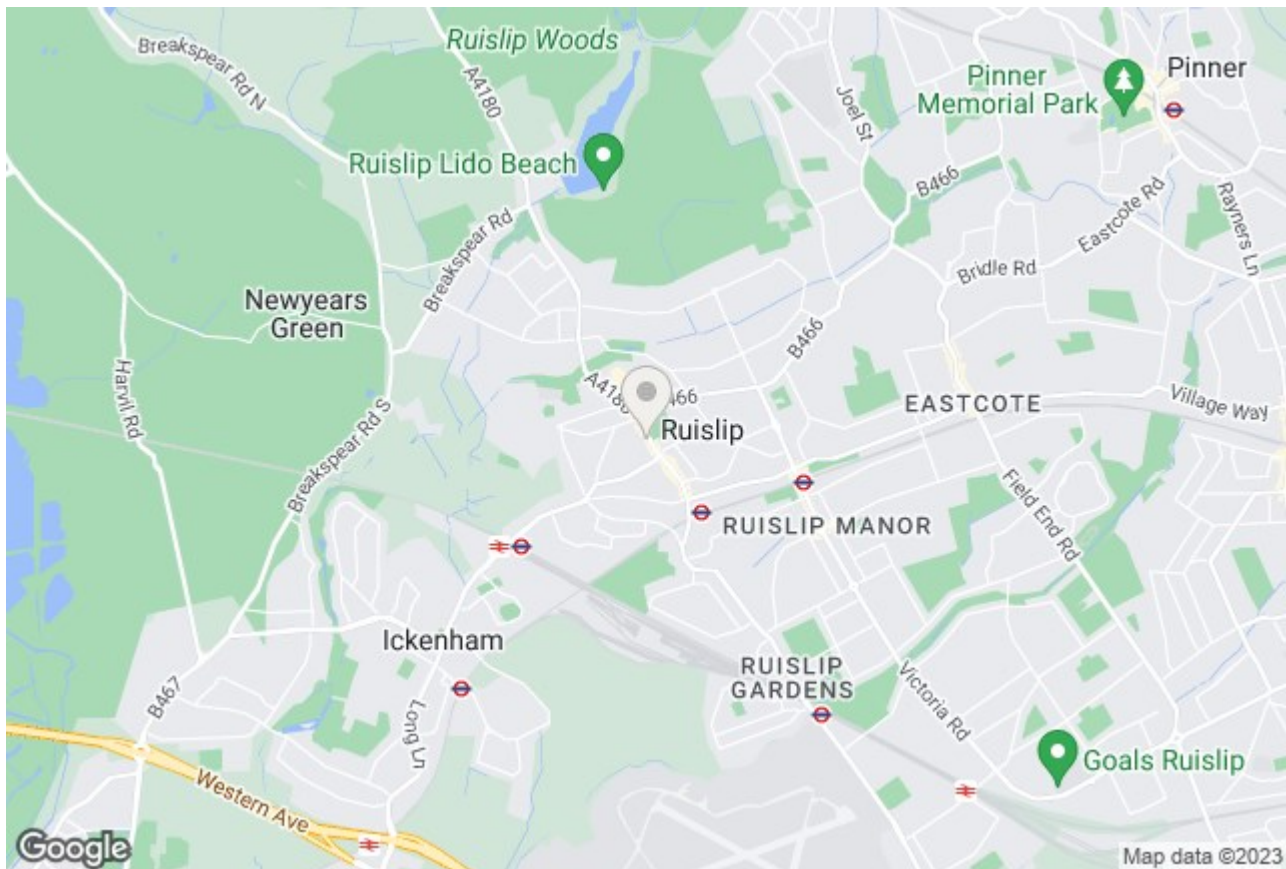 Ruislip Woods
Breakspear Rd N
A4180
Joel St
Pinner
Memorial Park
Pinner
Ruislip Lido Beach
B466
Eastcote Rd
Rayners Ln
Breakspear Rd
Bridle Rd
Newyears
Green
B466
Harvil Rd
A4180
466
EASTCOTE
Village Way
Ruislip
Breakspear Rd S
Field End Rd
RUISLIP MANOR
Ickenham
RUISLIP
GARDENS
Victoria Rd
B467
Long Ln
Goals Ruislip
Western Ave
Google
Map data ©2023